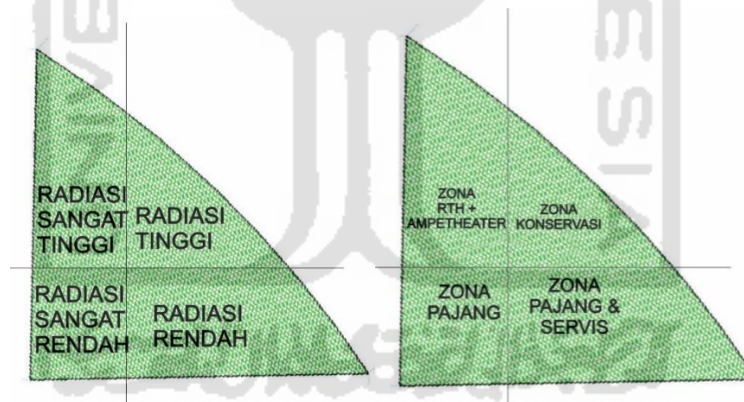 RADIASI
SANGAT
TINGGI
RADIASI
TINGGI
RADIASI
SANGAT
RENDAH
RADIASI
RENDAH
ZONA
RTH +
AMPETHEATER
ZONA
KONSERVASI
ZONA
PAJANG
ZONA
PAJANG &
SERVIS